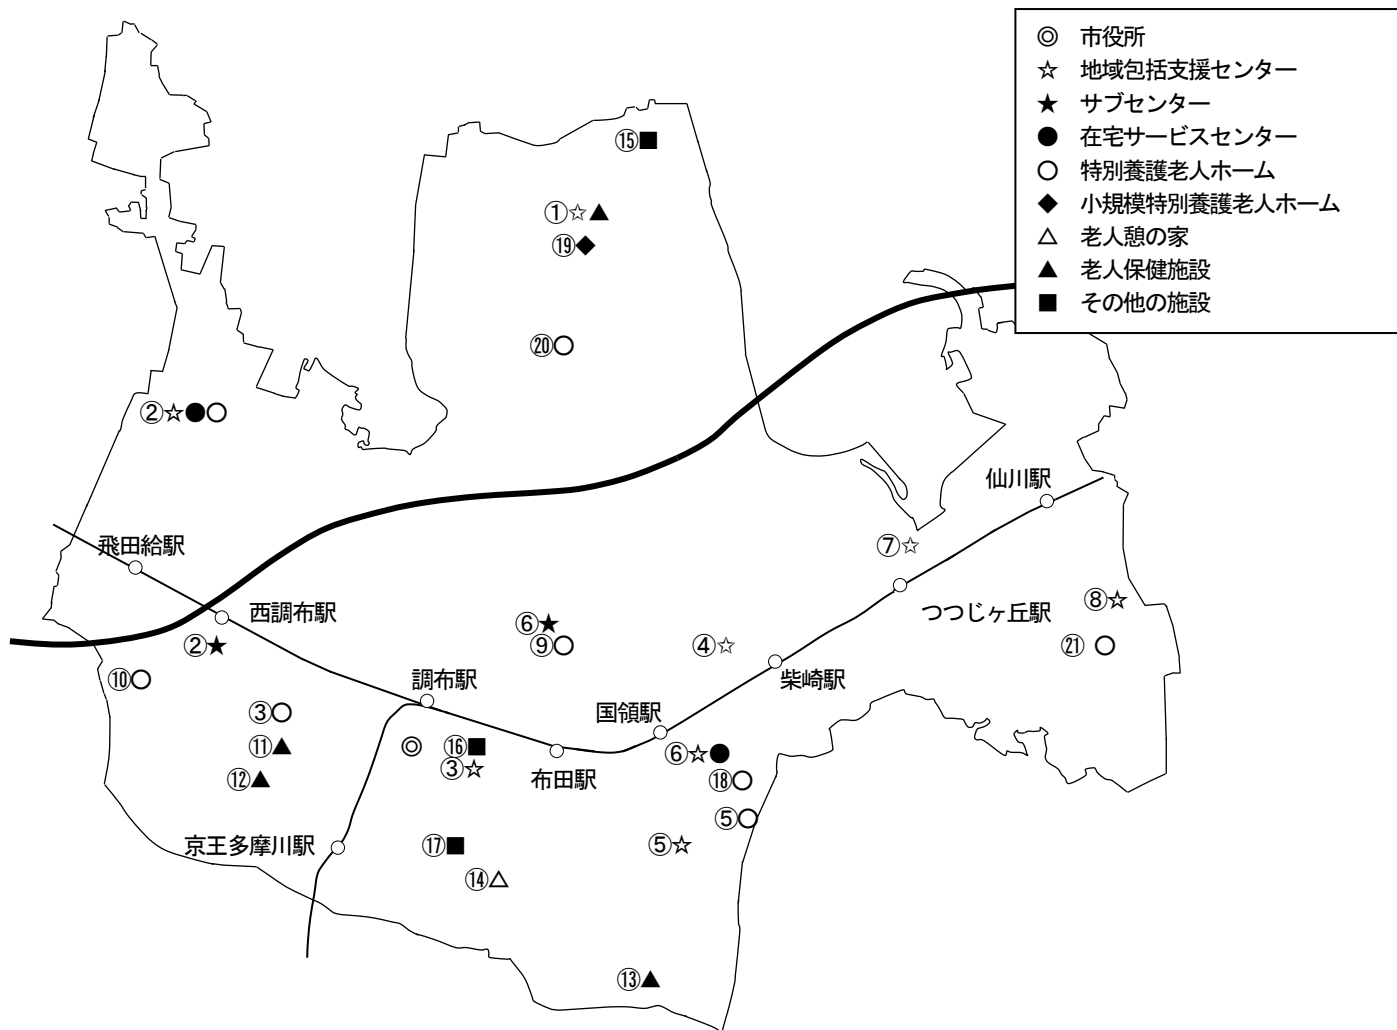 ◎ 市役所
☆ 地域包括支援センター
★ サブセンター
● 在宅サービスセンター
○ 特別養護老人ホーム
◆ 小規模特別養護老人ホーム
△ 老人憩の家
▲ 老人保健施設
■ その他の施設
⑮■
①☆▲
⑲◆
⑳○
②☆●○
仙川駅
飛田給駅
⑦☆
つつじヶ丘駅
⑧☆
西調布駅
⑥★
②★
⑨○
④☆
㉑○
⑩○
調布駅
柴崎駅
③○
国領駅
⑪▲
◎
⑯■
③☆
布田駅
⑥☆●
⑫▲
⑱○
⑤○
京王多摩川駅
⑰■
⑤☆
⑭△
⑬▲